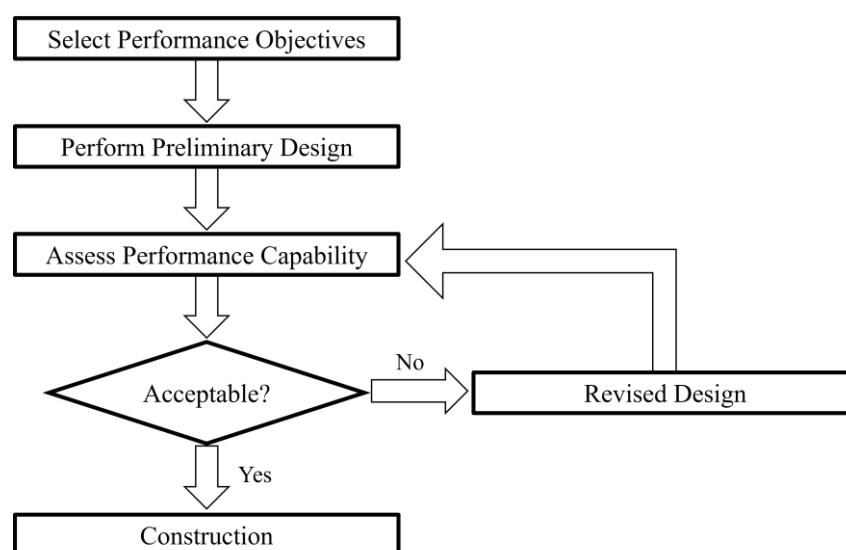 Select Performance Objectives
Perform Preliminary Design
Assess Performance Capability
No
Acceptable?
Revised Design
Yes
Construction